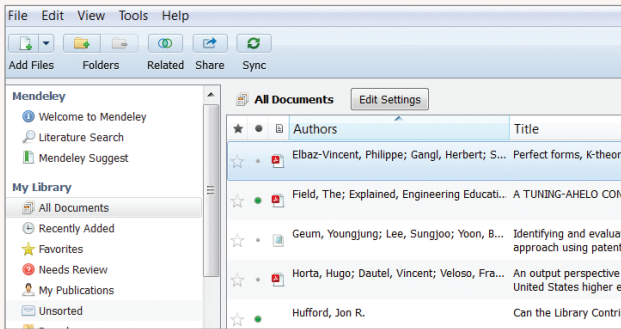 File Edit View Tools Help
Add Files Folders Related Share Sync
Mendeley
Welcome to Mendeley
Literature Search
Mendeley Suggest
My Library
All Documents
Recently Added
Favorites
Needs Review
My Publications
Unsorted
All Documents Edit Settings
Authors Title
Elbaz-Vincent, Philippe; Gangl, Herbert; S... Perfect forms, K-theor
Field, The; Explained, Engineering Educati... A TUNING-AHELO CON
Geum, Youngjung; Lee, Sungjoo; Yoon, B... Identifying and evalua
approach using patent
Horta, Hugo; Dautel, Vincent; Veloso, Fra... An output perspective
United States higher e
Hufford, Jon R. Can the Library Contri